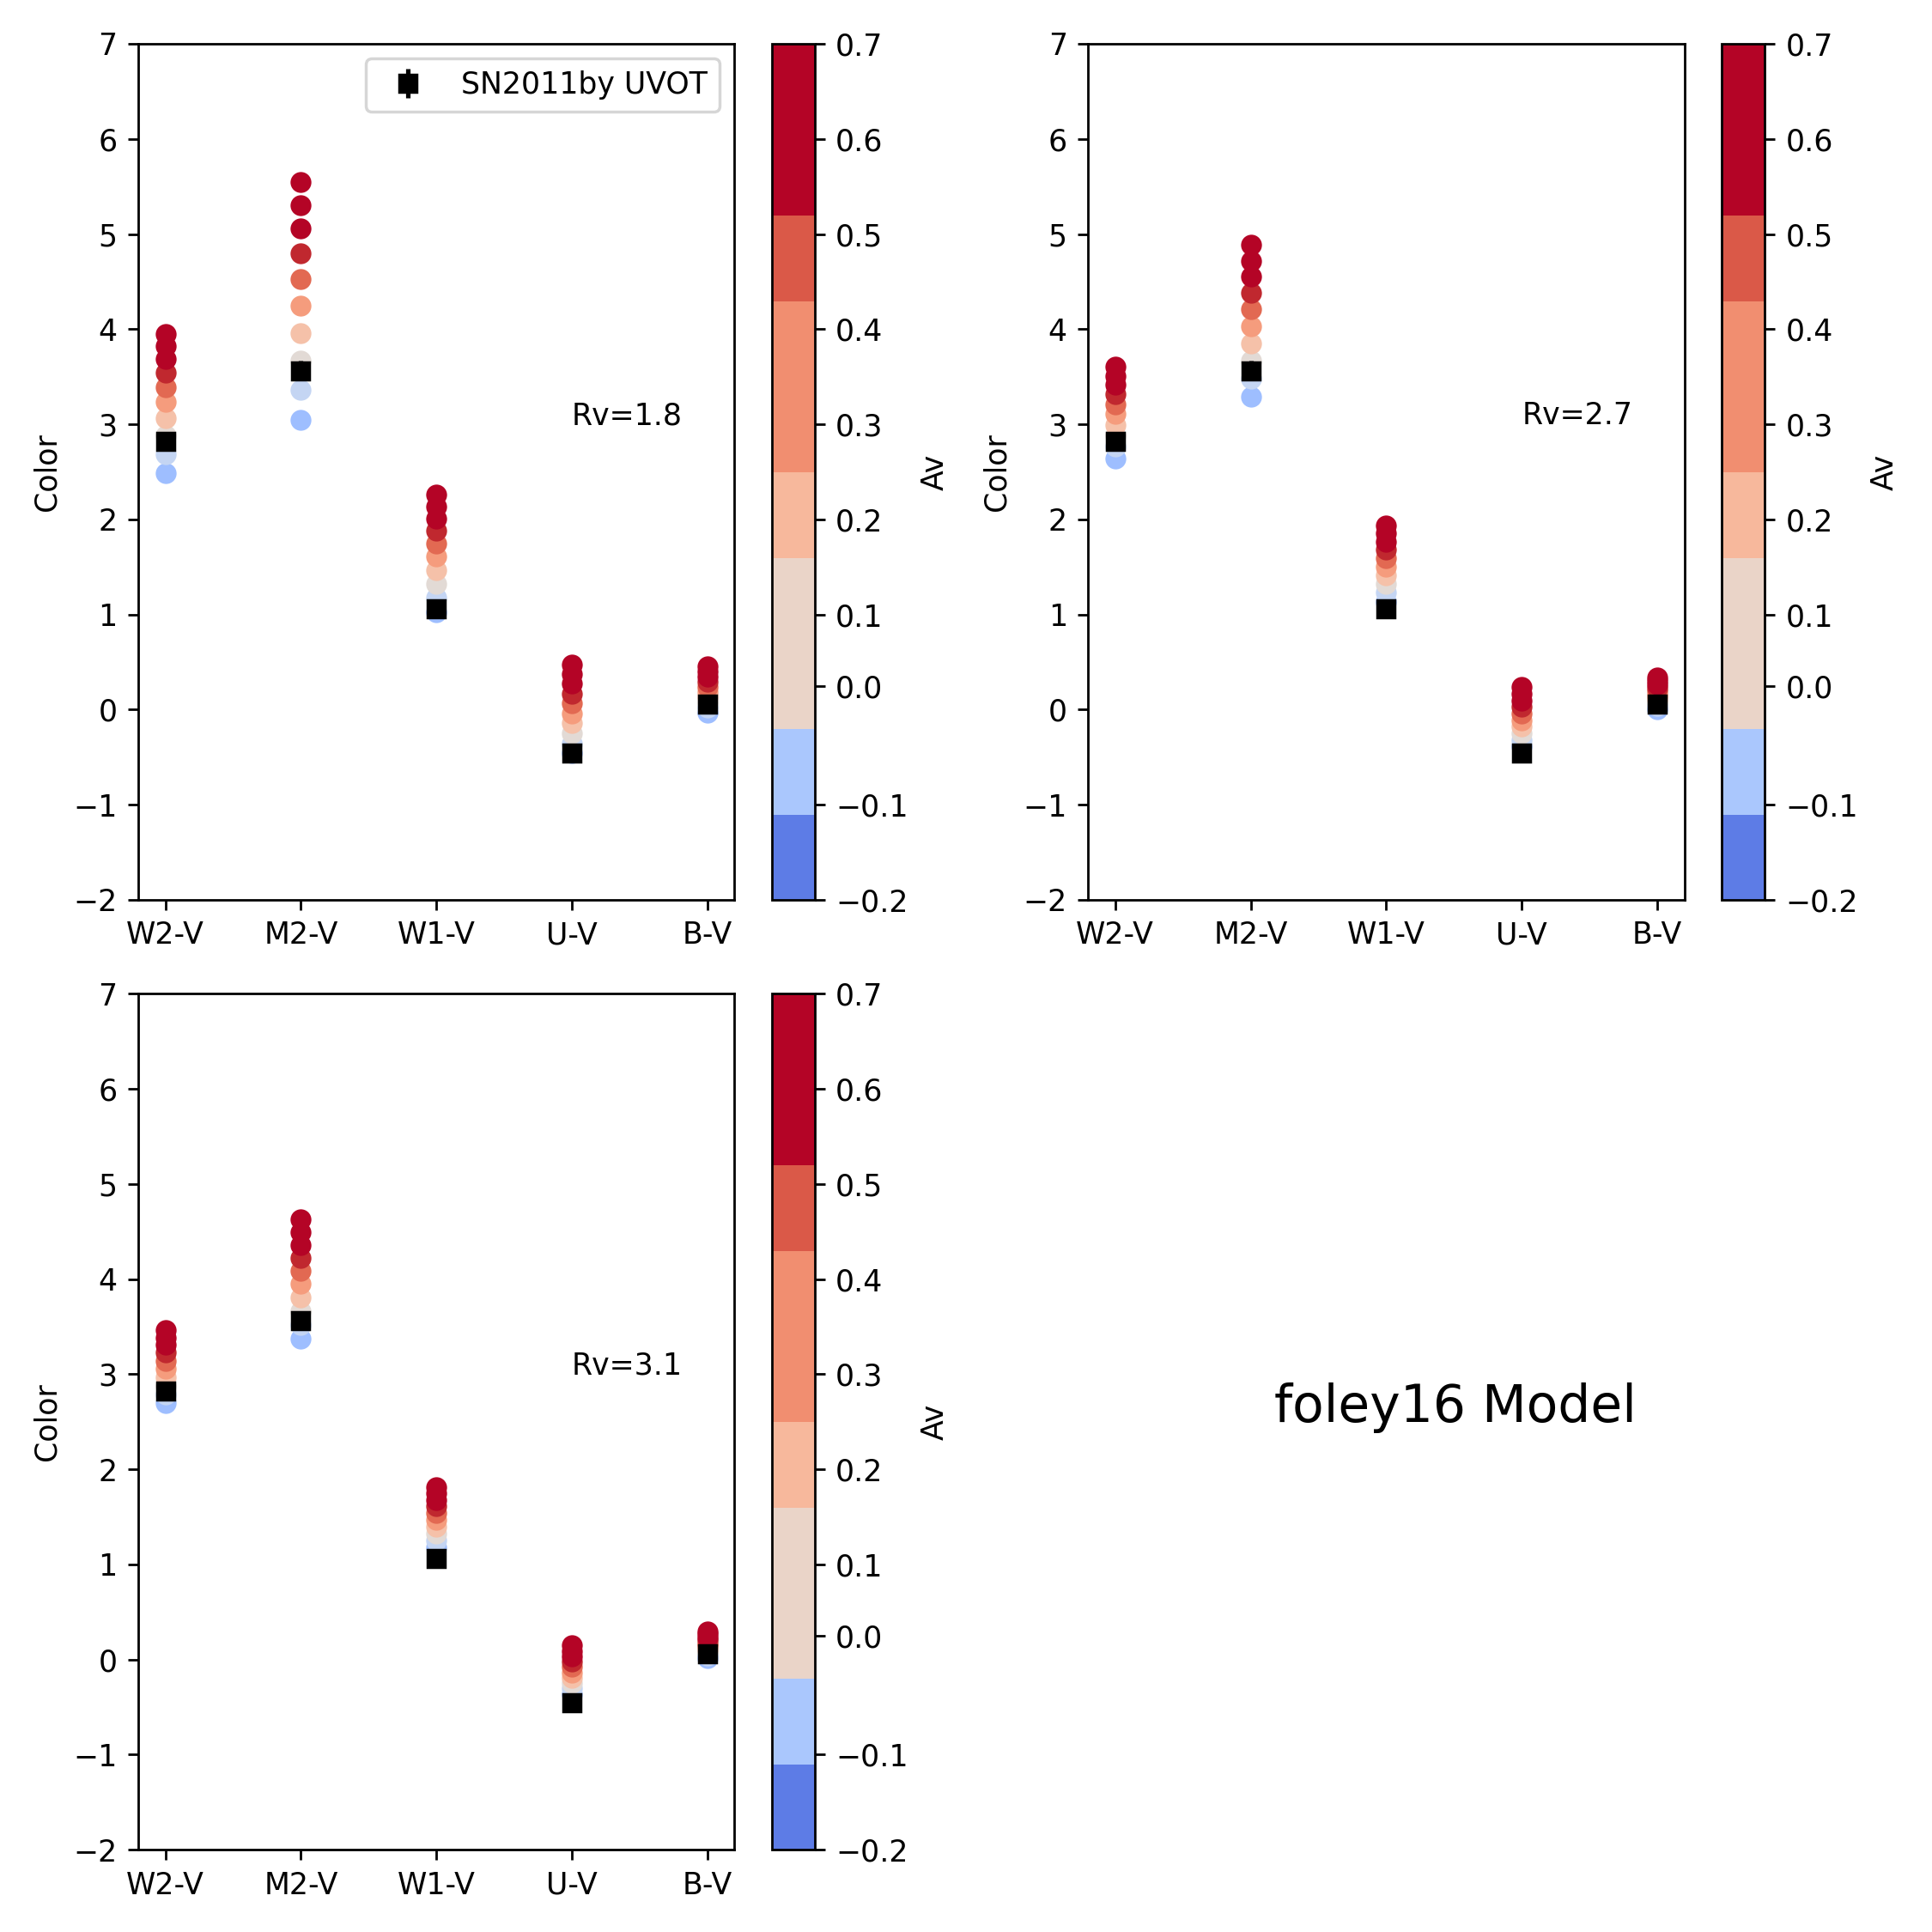 7
6
5
4
3
2
1
0
−1
−2
Color
W2-V
M2-V
W1-V
U-V
B-V
SN2011by UVOT
Rv=1.8
0.7
0.6
0.5
0.4
0.3
0.2
0.1
0.0
−0.1
−0.2
Av
7
6
5
4
3
2
1
0
−1
−2
Color
W2-V
M2-V
W1-V
U-V
B-V
Rv=2.7
0.7
0.6
0.5
0.4
0.3
0.2
0.1
0.0
−0.1
−0.2
Av
7
6
5
4
3
2
1
0
−1
−2
Color
W2-V
M2-V
W1-V
U-V
B-V
Rv=3.1
0.7
0.6
0.5
0.4
0.3
0.2
0.1
0.0
−0.1
−0.2
Av
foley16 Model